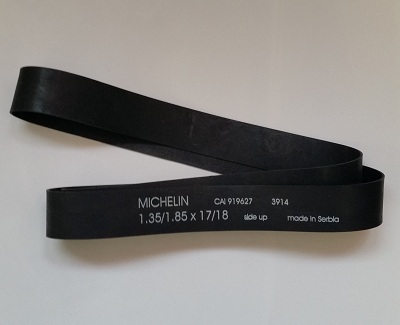 MICHELIN CAI 919627 3914
1.35/1.85 x 17/18 side up made in Serbia